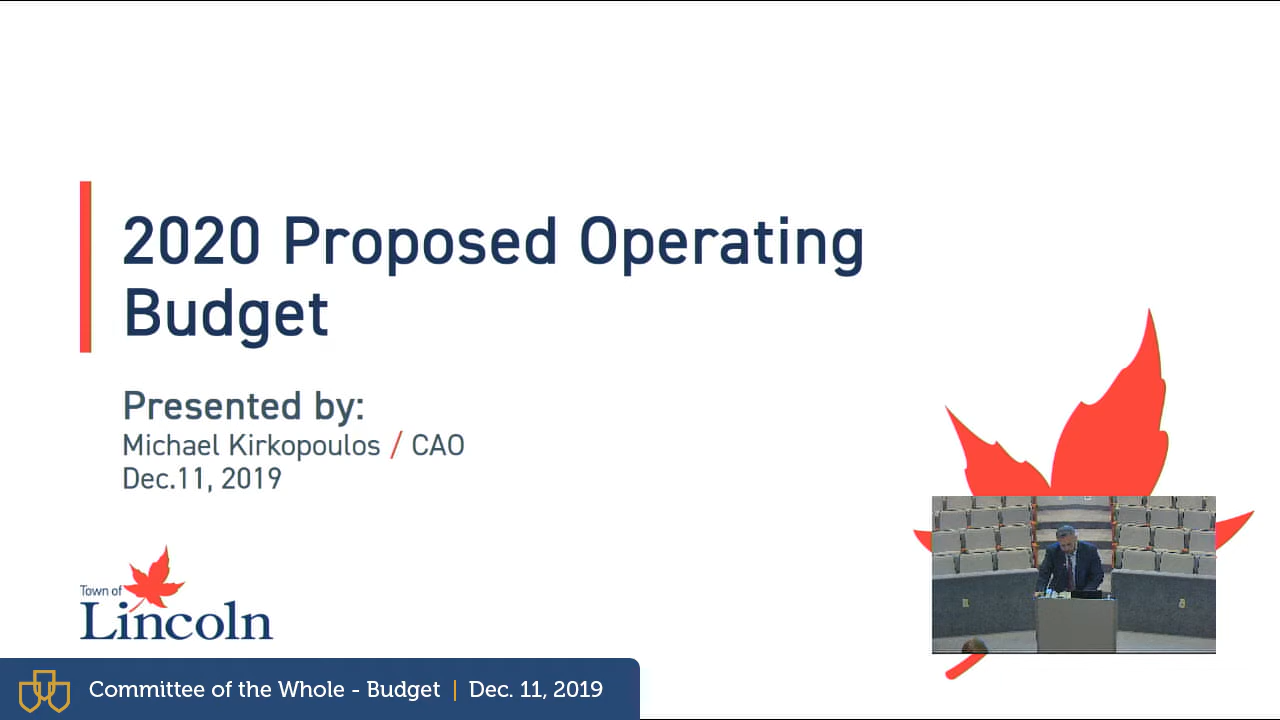 2020 Proposed Operating
Budget
Presented by:
Michael Kirkopoulos / CAO
Dec.11, 2019
Town of
Lincoln
Committee of the Whole - Budget | Dec. 11, 2019